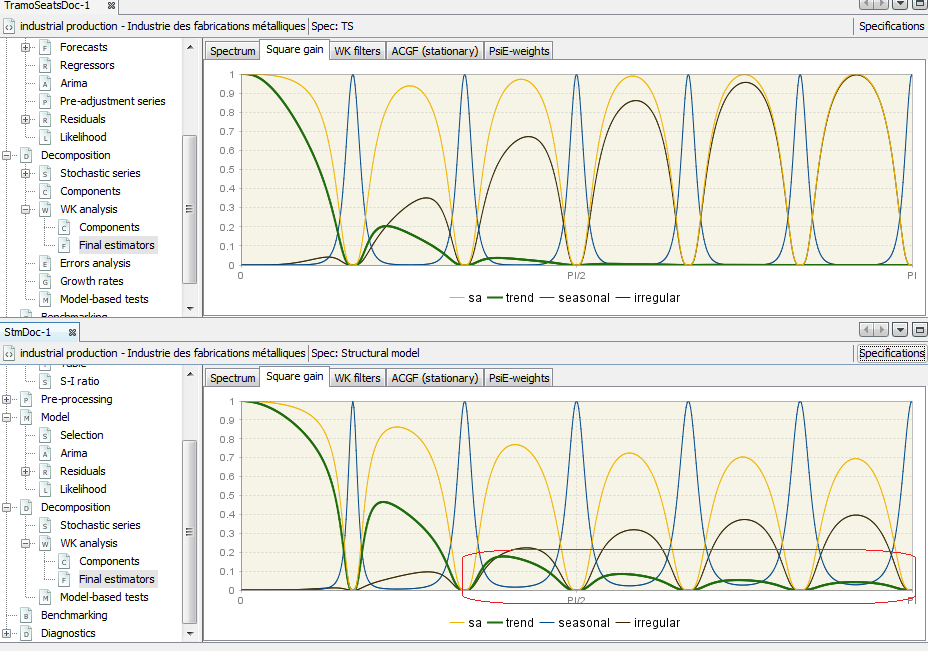 TramoSeatsDoc-1
industrial production - Industrie des fabrications métalliques Spec: TS Specifications
Forecasts
Regressors
Arima
Pre-adjustment series
Residuals
Likelihood
Decomposition
Stochastic series
Components
WK analysis
Components
Final estimators
Errors analysis
Growth rates
Model-based tests
Benchmarking
Spectrum Square gain WK filters ACGF (stationary) PsiE-weights
1
0.9
0.8
0.7
0.6
0.5
0.4
0.3
0.2
0.1
0
0 PI/2 PI
sa trend seasonal irregular
StmDoc-1
industrial production - Industrie des fabrications métalliques Spec: Structural model Specifications
Table
S-I ratio
Pre-processing
Model
Selection
Arima
Residuals
Likelihood
Decomposition
Stochastic series
WK analysis
Components
Final estimators
Model-based tests
Benchmarking
Diagnostics
Spectrum Square gain WK filters ACGF (stationary) PsiE-weights
1
0.9
0.8
0.7
0.6
0.5
0.4
0.3
0.2
0.1
0
0 PI/2
sa trend seasonal irregular